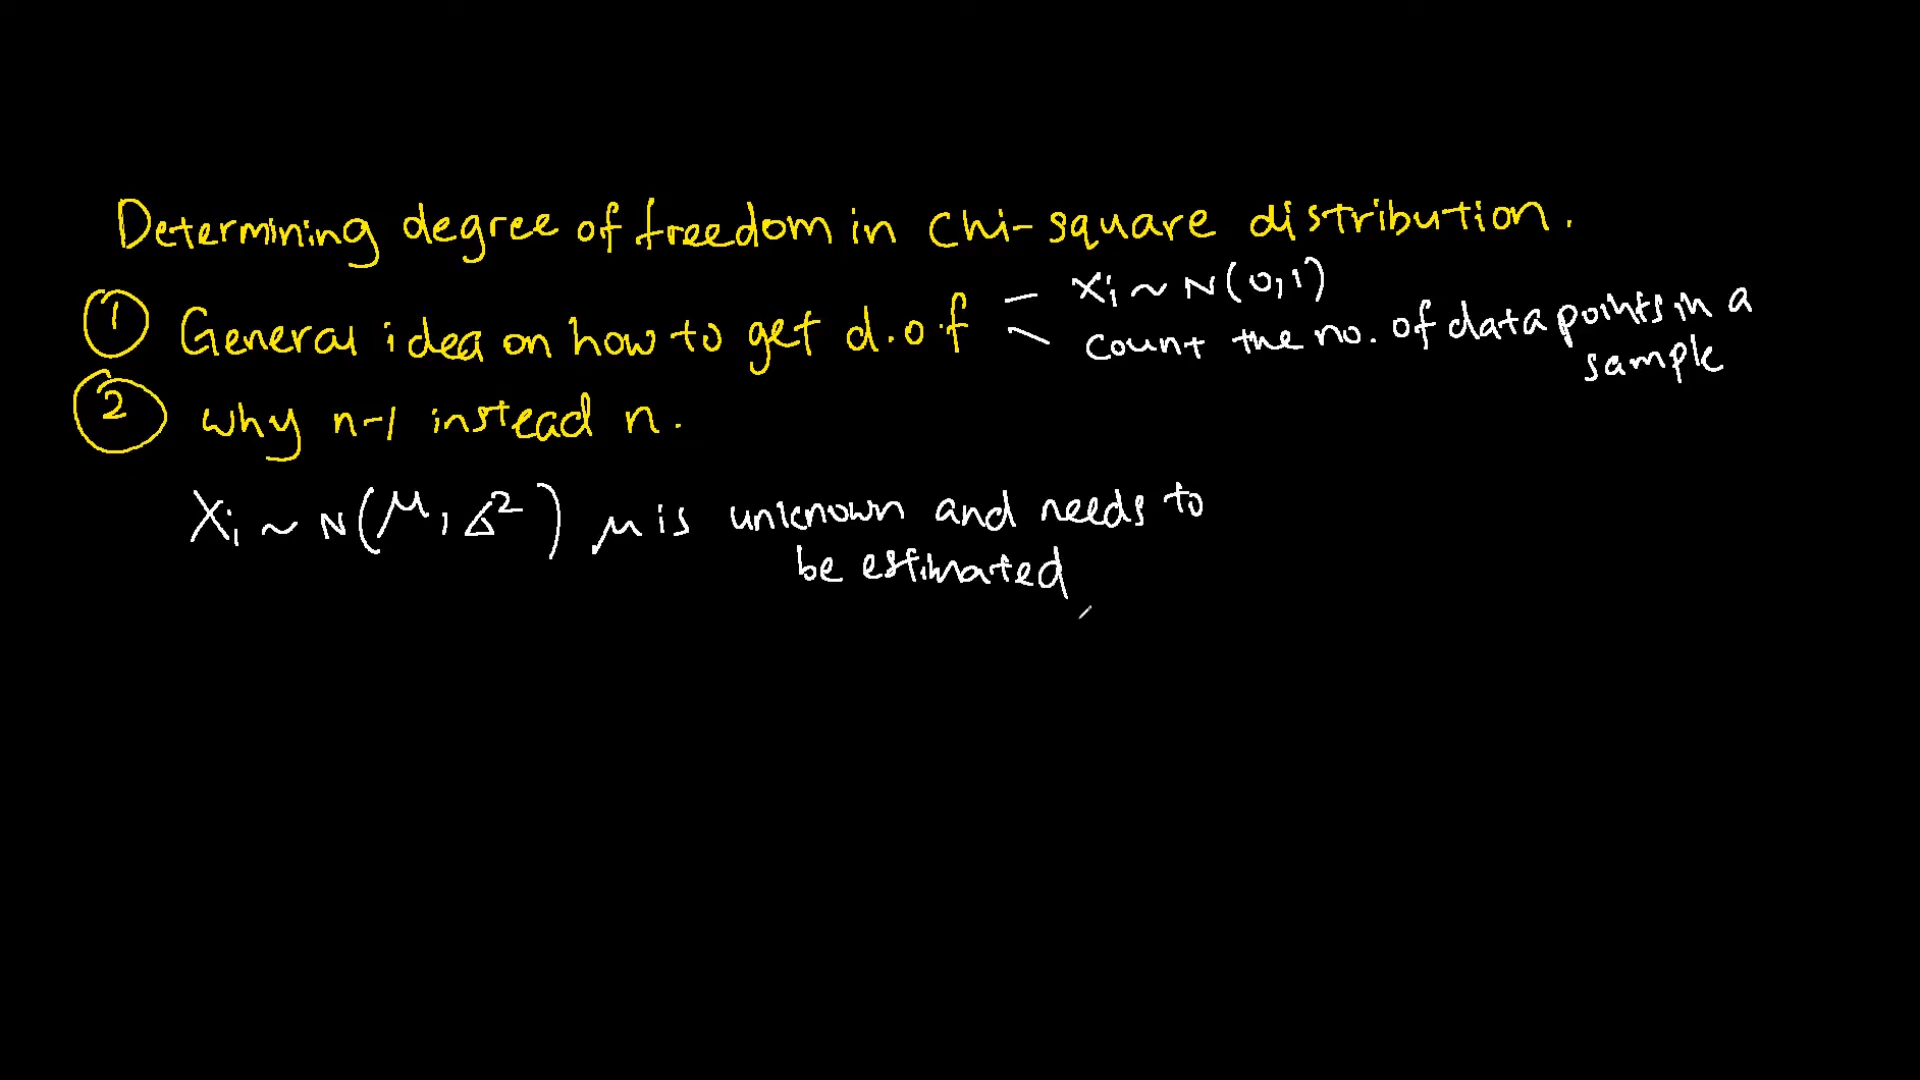 Determining degree of freedom in chi-square distribution.
① General idea on how to get d.o.f – Xi ~ N(0,1)
– count the no. of data points in a
sample
② why n-1 instead n.
Xi ~ N(μ, σ²) μ is unknown and needs to
be estimated